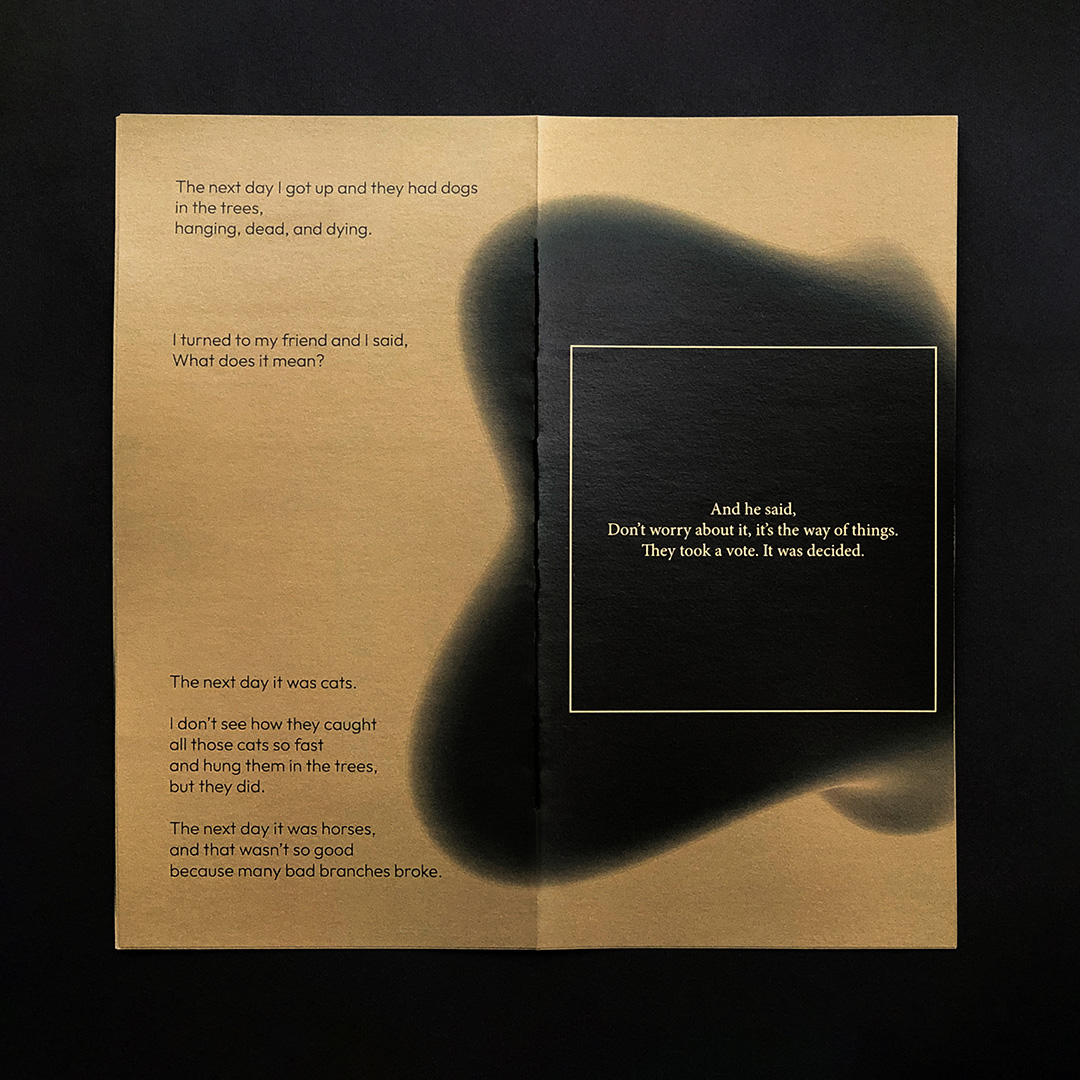 The next day I got up and they had dogs
in the trees,
hanging, dead, and dying.
I turned to my friend and I said,
What does it mean?
And he said,
Don't worry about it, it's the way of things.
They took a vote. It was decided.
The next day it was cats.
I don't see how they caught
all those cats so fast
and hung them in the trees,
but they did.
The next day it was horses,
and that wasn't so good
because many bad branches broke.